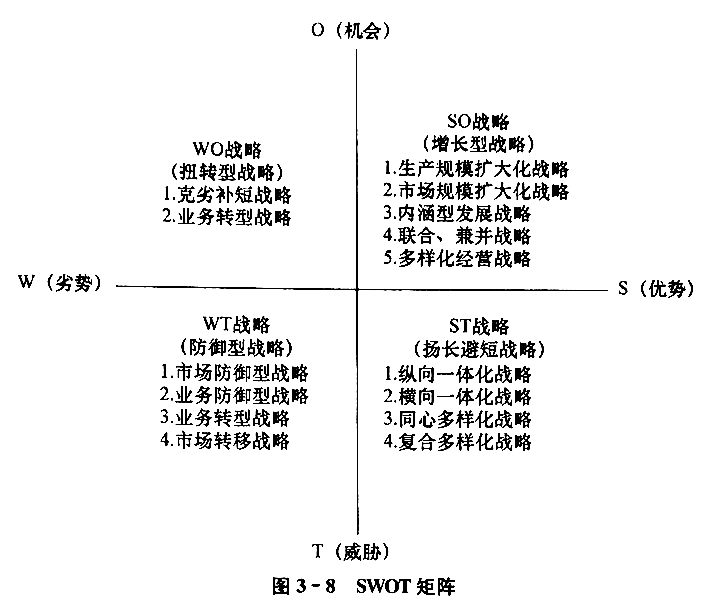 O（机会）
WO战略
（扭转型战略）
1.克劣补短战略
2.业务转型战略
SO战略
（增长型战略）
1.生产规模扩大化战略
2.市场规模扩大化战略
3.内涵型发展战略
4.联合、兼并战略
5.多样化经营战略
W（劣势）
S（优势）
WT战略
（防御型战略）
1.市场防御型战略
2.业务防御型战略
3.业务转型战略
4.市场转移战略
ST战略
（扬长避短战略）
1.纵向一体化战略
2.横向一体化战略
3.同心多样化战略
4.复合多样化战略
T（威胁）
图3-8 SWOT矩阵